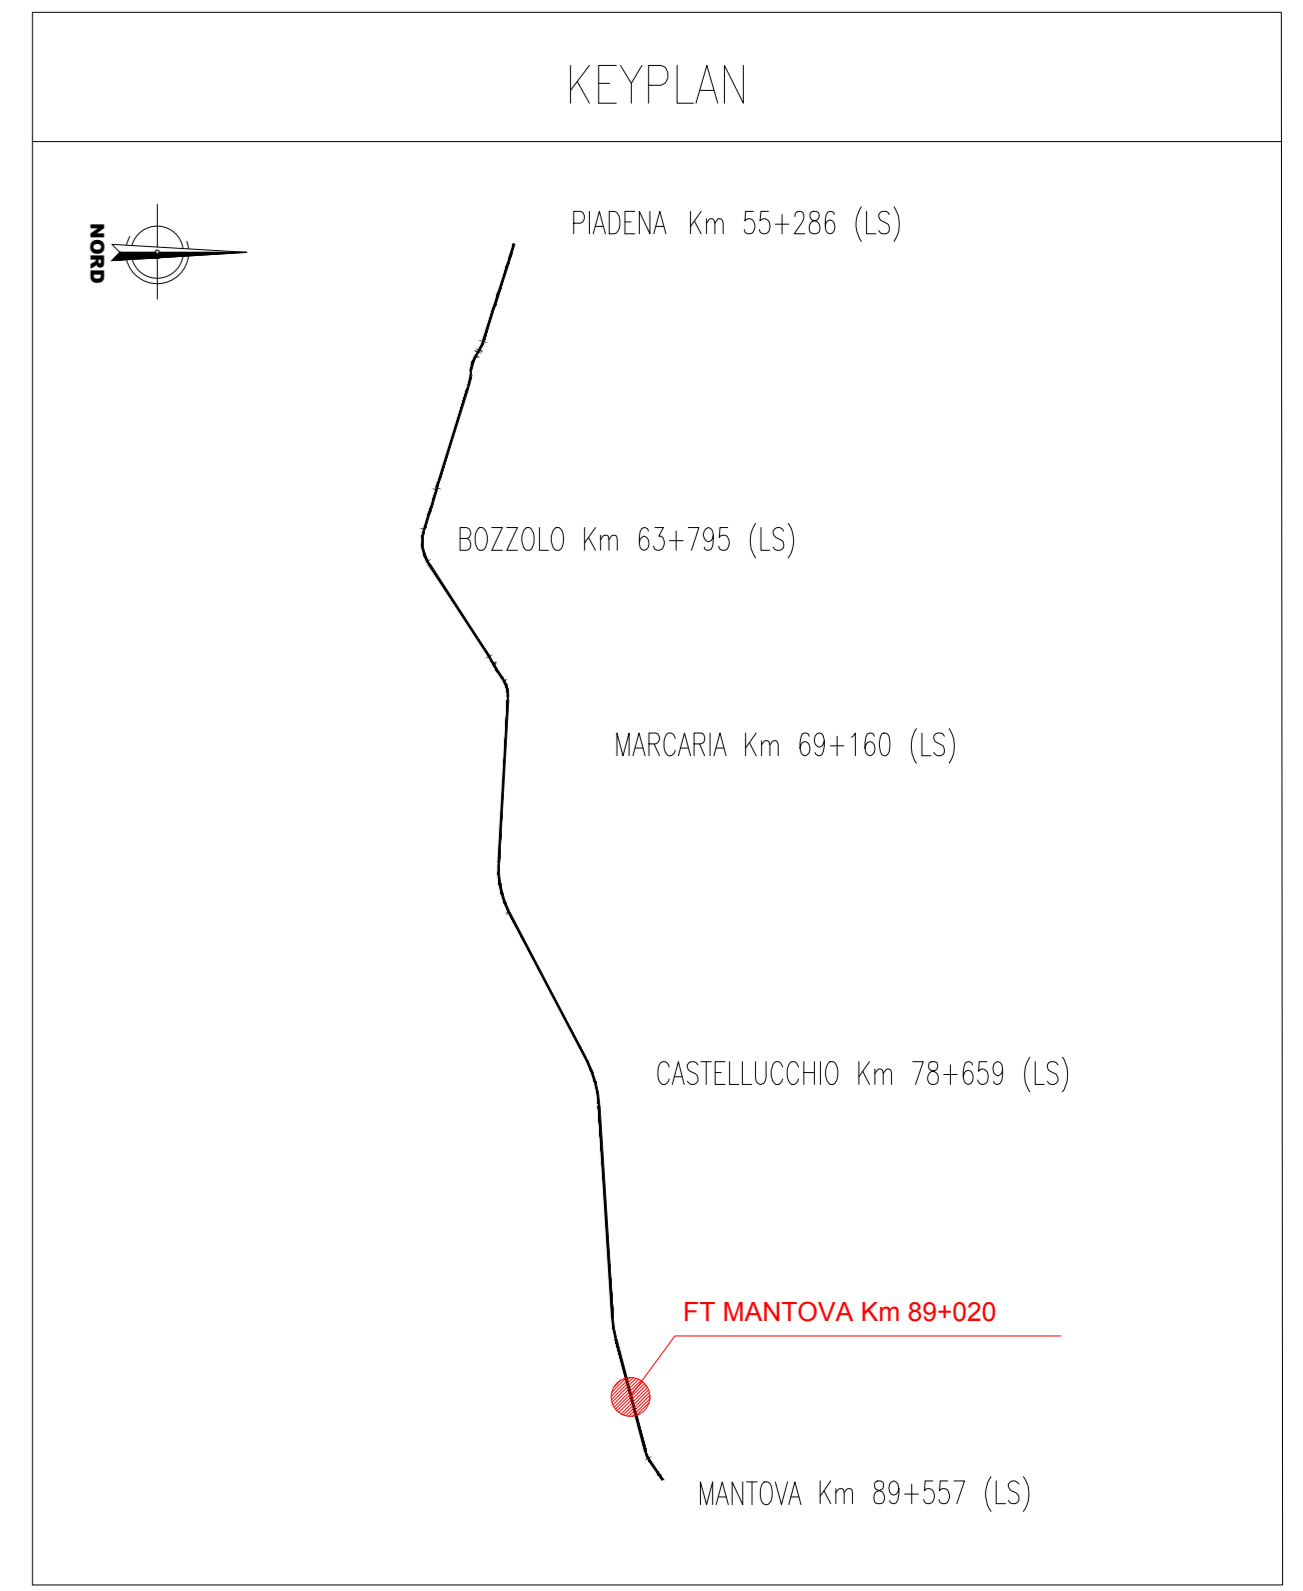 KEYPLAN
NORD
PIADENA Km 55+286 (LS)
BOZZOLO Km 63+795 (LS)
MARCARIA Km 69+160 (LS)
CASTELLUCCHIO Km 78+659 (LS)
FT MANTOVA Km 89+020
MANTOVA Km 89+557 (LS)